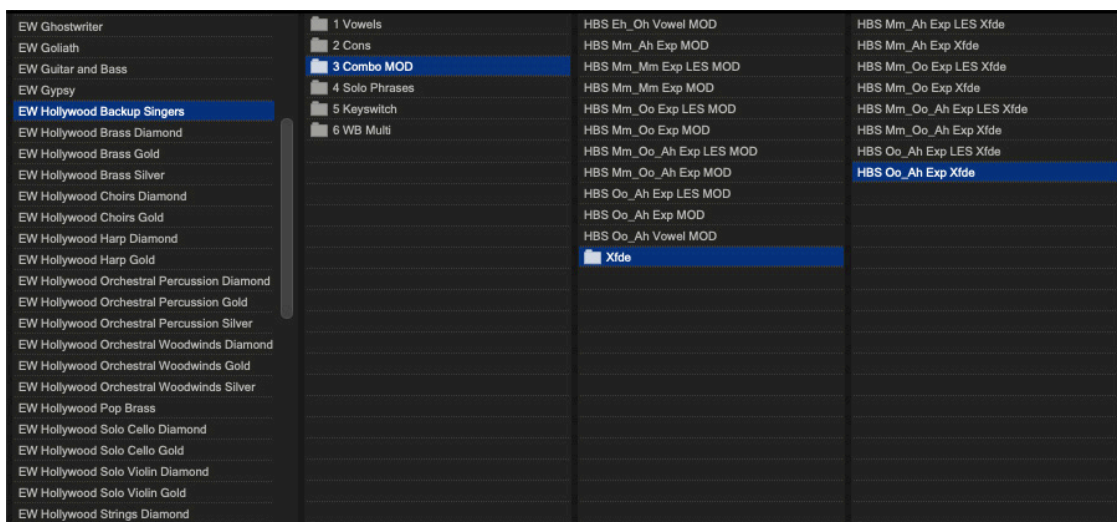 EW Ghostwriter
EW Goliath
EW Guitar and Bass
EW Gypsy
EW Hollywood Backup Singers
EW Hollywood Brass Diamond
EW Hollywood Brass Gold
EW Hollywood Brass Silver
EW Hollywood Choirs Diamond
EW Hollywood Choirs Gold
EW Hollywood Harp Diamond
EW Hollywood Harp Gold
EW Hollywood Orchestral Percussion Diamond
EW Hollywood Orchestral Percussion Gold
EW Hollywood Orchestral Percussion Silver
EW Hollywood Orchestral Woodwinds Diamond
EW Hollywood Orchestral Woodwinds Gold
EW Hollywood Orchestral Woodwinds Silver
EW Hollywood Pop Brass
EW Hollywood Solo Cello Diamond
EW Hollywood Solo Cello Gold
EW Hollywood Solo Violin Diamond
EW Hollywood Solo Violin Gold
EW Hollywood Strings Diamond
1 Vowels
2 Cons
3 Combo MOD
4 Solo Phrases
5 Keyswitch
6 WB Multi
HBS Eh_Oh Vowel MOD
HBS Mm_Ah Exp MOD
HBS Mm_Mm Exp LES MOD
HBS Mm_Mm Exp MOD
HBS Mm_Oo Exp LES MOD
HBS Mm_Oo Exp MOD
HBS Mm_Oo_Ah Exp LES MOD
HBS Mm_Oo_Ah Exp MOD
HBS Oo_Ah Exp LES MOD
HBS Oo_Ah Exp MOD
HBS Oo_Ah Vowel MOD
Xfde
HBS Mm_Ah Exp LES Xfde
HBS Mm_Ah Exp Xfde
HBS Mm_Oo Exp LES Xfde
HBS Mm_Oo Exp Xfde
HBS Mm_Oo_Ah Exp LES Xfde
HBS Mm_Oo_Ah Exp Xfde
HBS Oo_Ah Exp LES Xfde
HBS Oo_Ah Exp Xfde